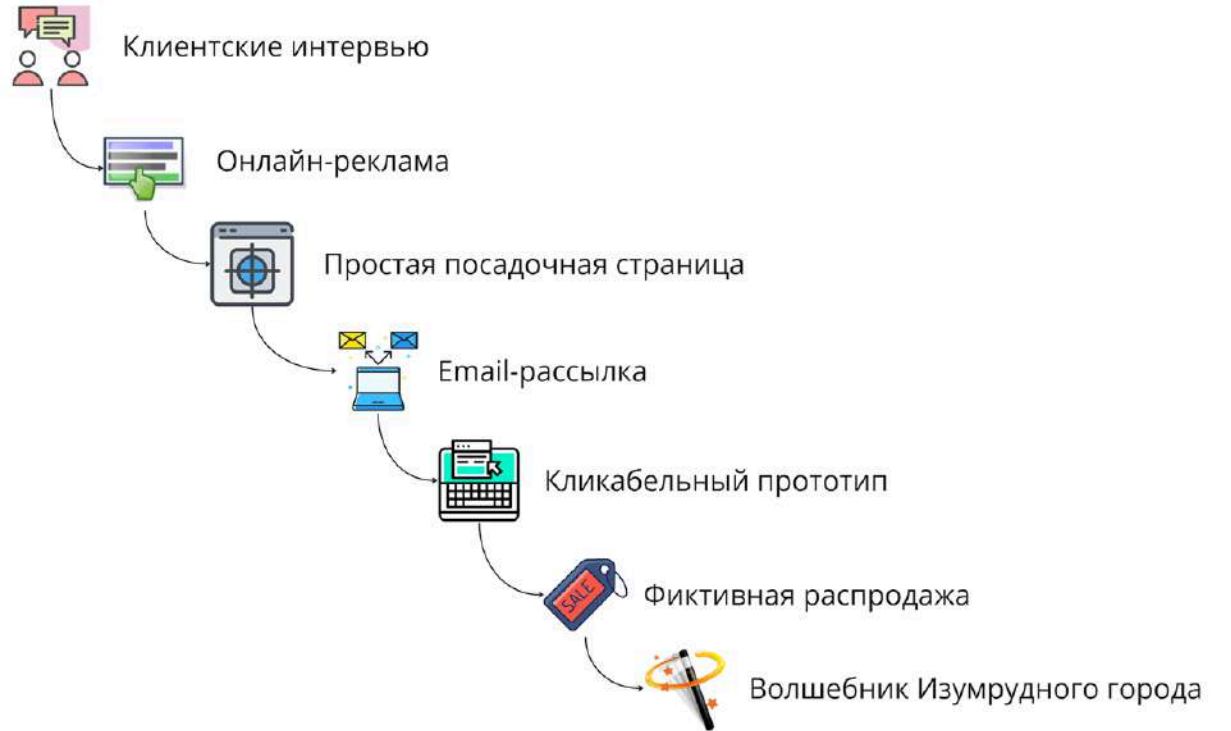 Клиентские интервью
Онлайн-реклама
Простая посадочная страница
Email-рассылка
Кликабельный прототип
SALE
Фиктивная распродажа
Волшебник Изумрудного города